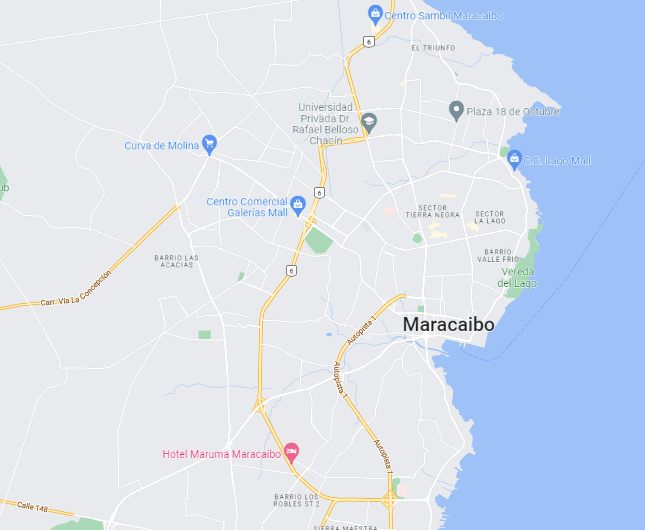 Centro Sambil Maracaibo
6
EL TRIUNFO
Universidad
Privada Dr.
Rafael Belloso
Chacín
Plaza 18 de Octubre
Curva de Molina
C.C. Lago Mall
ub
6
Centro Comercial
Galerías Mall
SECTOR
TIERRA NEGRA
SECTOR
LA LAGO
BARRIO LAS
ACACIAS
BARRIO
VALLE FRIO
6
Vereda
del Lago
Carr. Vía La Concepción
Autopista 1
Maracaibo
Autopista 1
Autopista 1
Hotel Maruma Maracaibo
BARRIO LOS
ROBLES ST 2
Calle 148
SIERRA MAESTRA